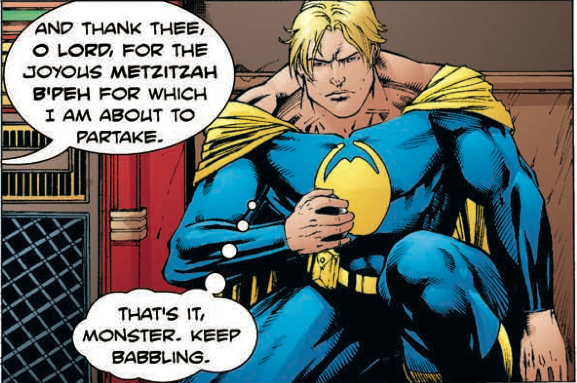 AND THANK THEE,
O LORD, FOR THE
JOYOUS METZITZAH
B'PEH FOR WHICH
I AM ABOUT TO
PARTAKE.
THAT'S IT,
MONSTER. KEEP
BABBLING.